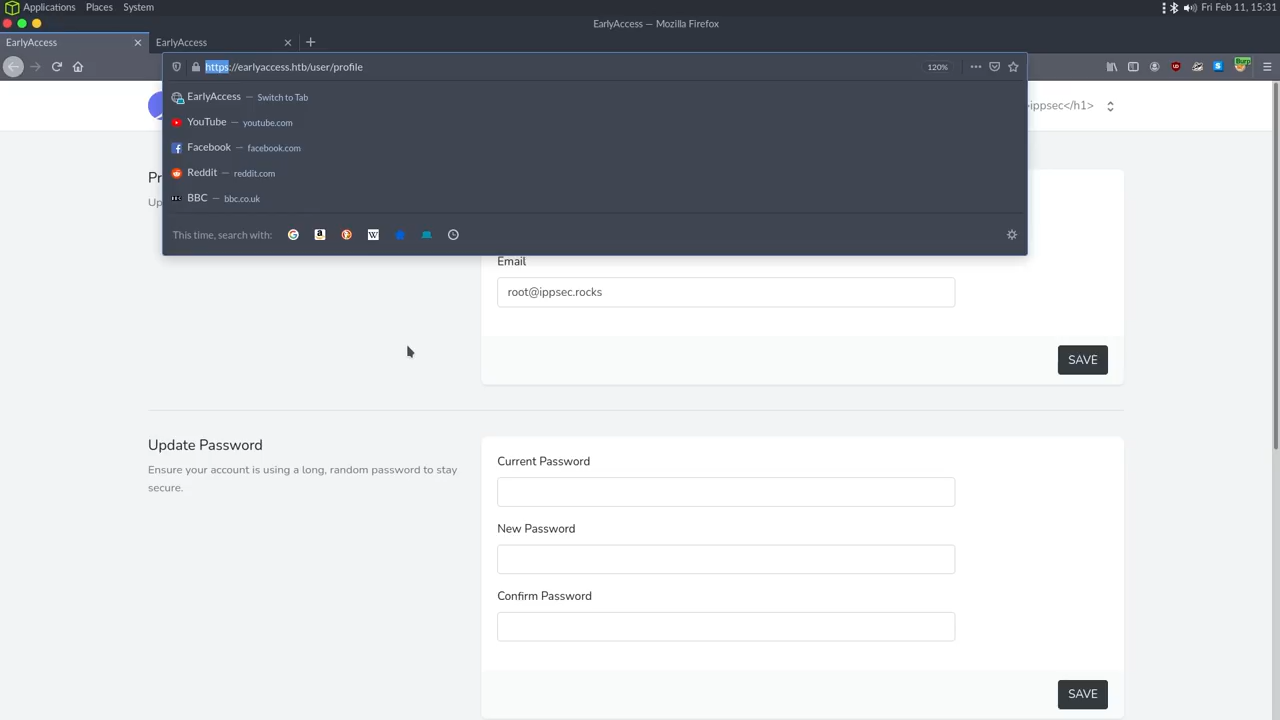 Applications Places System
Fri Feb 11, 15:31
EarlyAccess — Mozilla Firefox
EarlyAccess
EarlyAccess
https://earlyaccess.htb/user/profile
120%
EarlyAccess — Switch to Tab
YouTube — youtube.com
Facebook — facebook.com
Reddit — reddit.com
BBC — bbc.co.uk
This time, search with:
>ippsec</h1>
Pr
Up
Email
root@ippsec.rocks
SAVE
Update Password
Ensure your account is using a long, random password to stay
secure.
Current Password
New Password
Confirm Password
SAVE